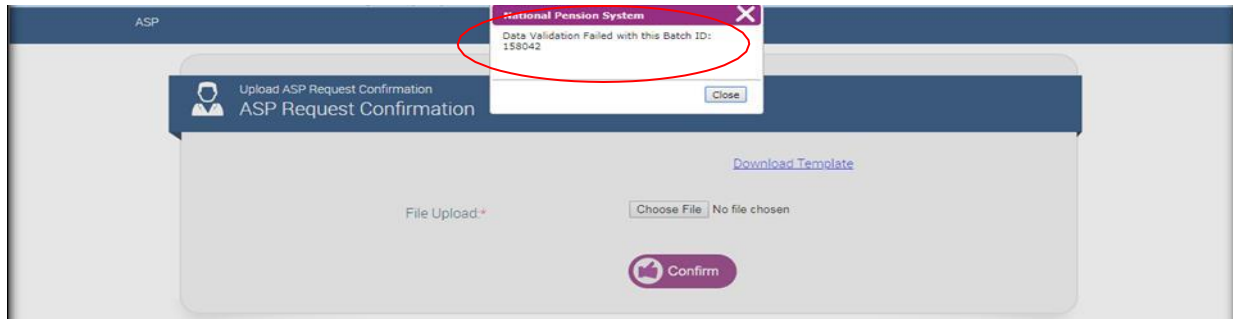 ASP
National Pension System
Data Validation Failed with this Batch ID:
158042
Close
Upload ASP Request Confirmation
ASP Request Confirmation
Download Template
File Upload:*
Choose File No file chosen
Confirm